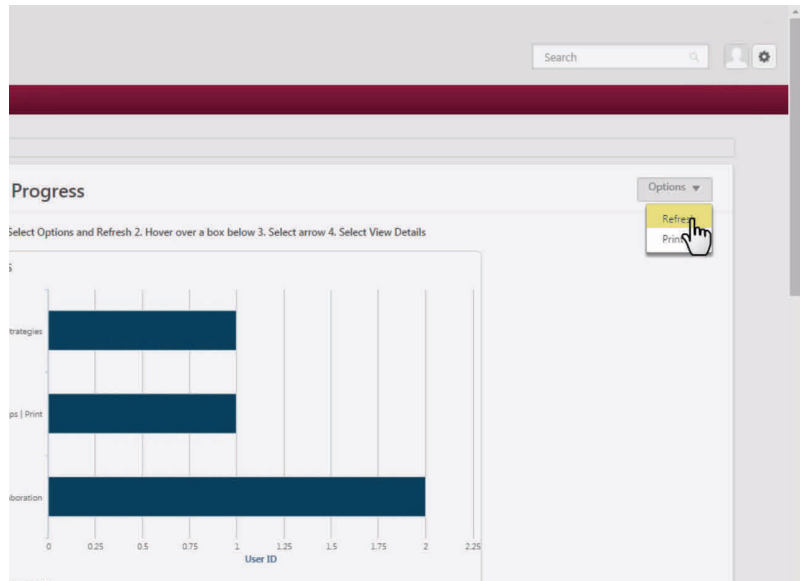 Search
Progress
Options
Select Options and Refresh 2. Hover over a box below 3. Select arrow 4. Select View Details
Refresh
Print
s
trategies
ps | Print
boration
0 0.25 0.5 0.75 1 1.25 1.5 1.75 2 2.25
User ID